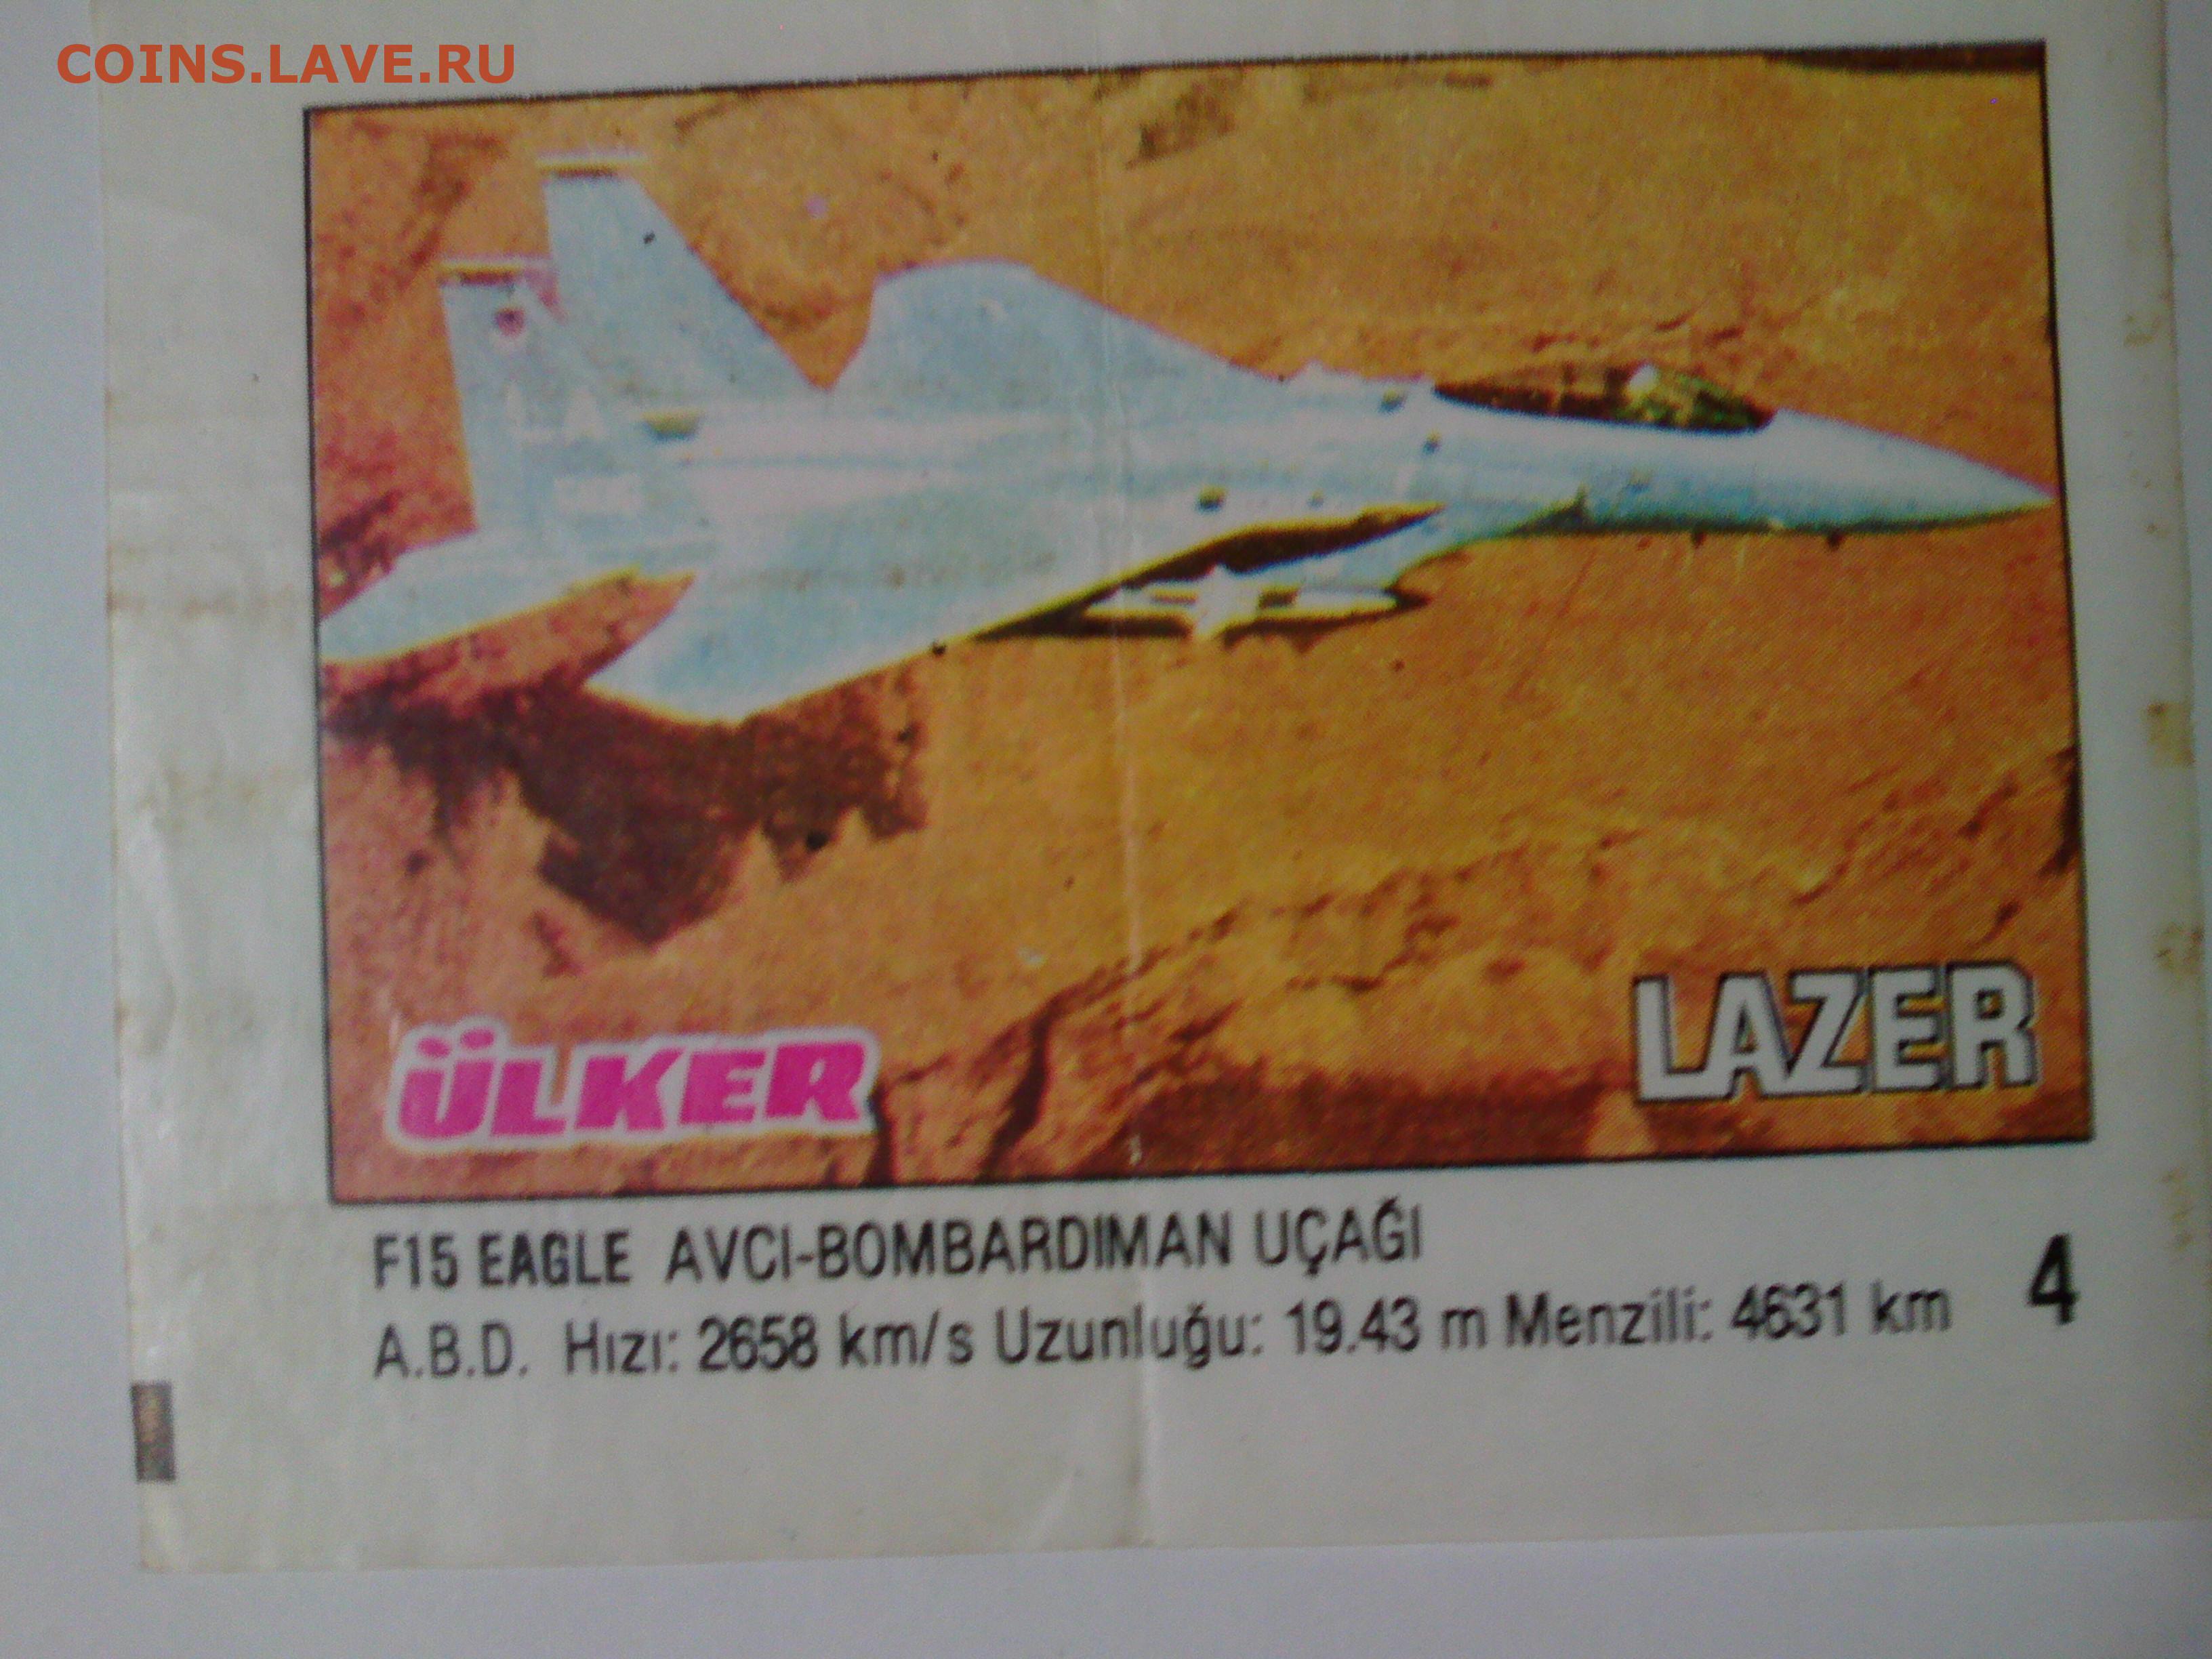 COINS.LAVE.RU
ÜLKER
LAZER
F15 EAGLE AVCI-BOMBARDIMAN UÇAĞI
A.B.D. Hızı: 2658 km/s Uzunluğu: 19.43 m Menzili: 4631 km 4